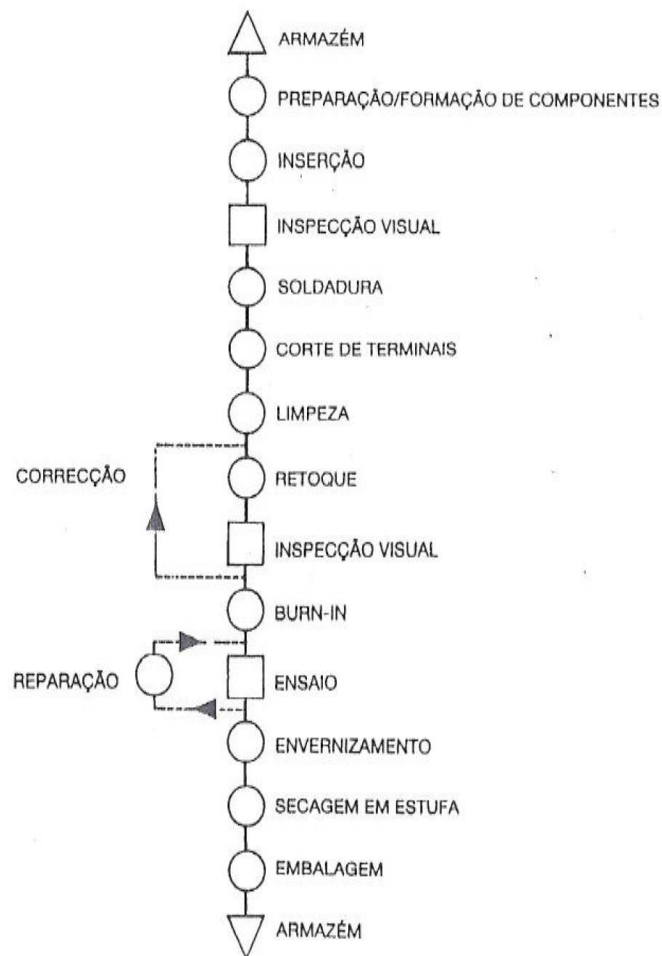 ARMAZÉM
PREPARAÇÃO/FORMAÇÃO DE COMPONENTES
INSERÇÃO
INSPECÇÃO VISUAL
SOLDADURA
CORTE DE TERMINAIS
LIMPEZA
CORRECÇÃO
RETOQUE
INSPECÇÃO VISUAL
BURN-IN
REPARAÇÃO
ENSAIO
ENVERNIZAMENTO
SECAGEM EM ESTUFA
EMBALAGEM
ARMAZÉM